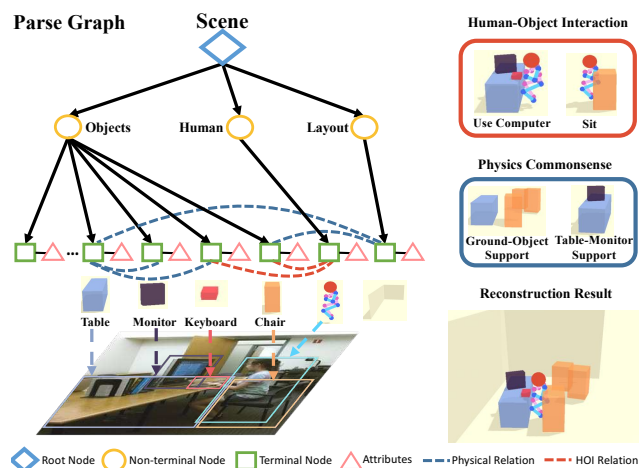 Parse Graph
Scene
Objects
Human
Layout
...
Table
Monitor
Keyboard
Chair
Human-Object Interaction
Use Computer
Sit
Physics Commonsense
Ground-Object
Support
Table-Monitor
Support
Reconstruction Result
Root Node
Non-terminal Node
Terminal Node
Attributes
Physical Relation
HOI Relation